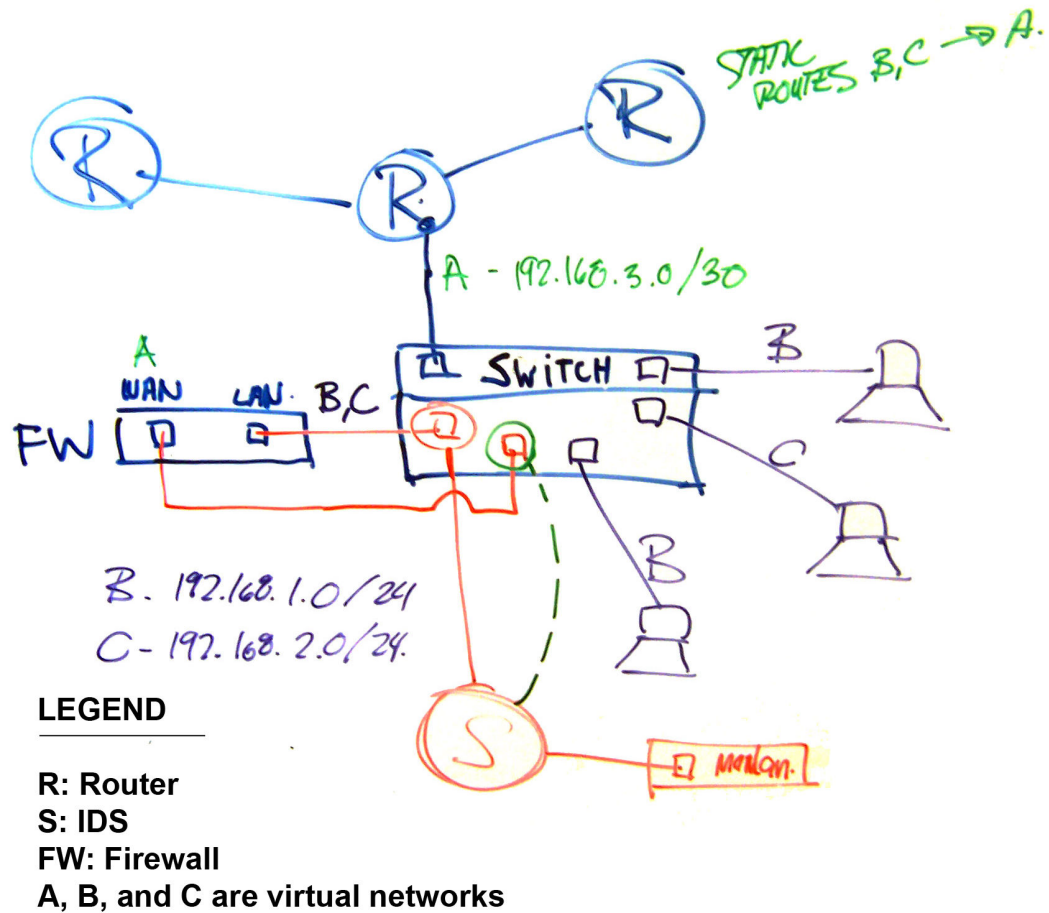 STATIC
ROUTES B,C → A.
R
R
R.
A - 192.168.3.0/30
A
WAN
LAN.
B,C
SWITCH
B
FW
C
B
B. 192.168.1.0/24
C - 192.168.2.0/24.
S
LEGEND
R: Router
S: IDS
FW: Firewall
A, B, and C are virtual networks